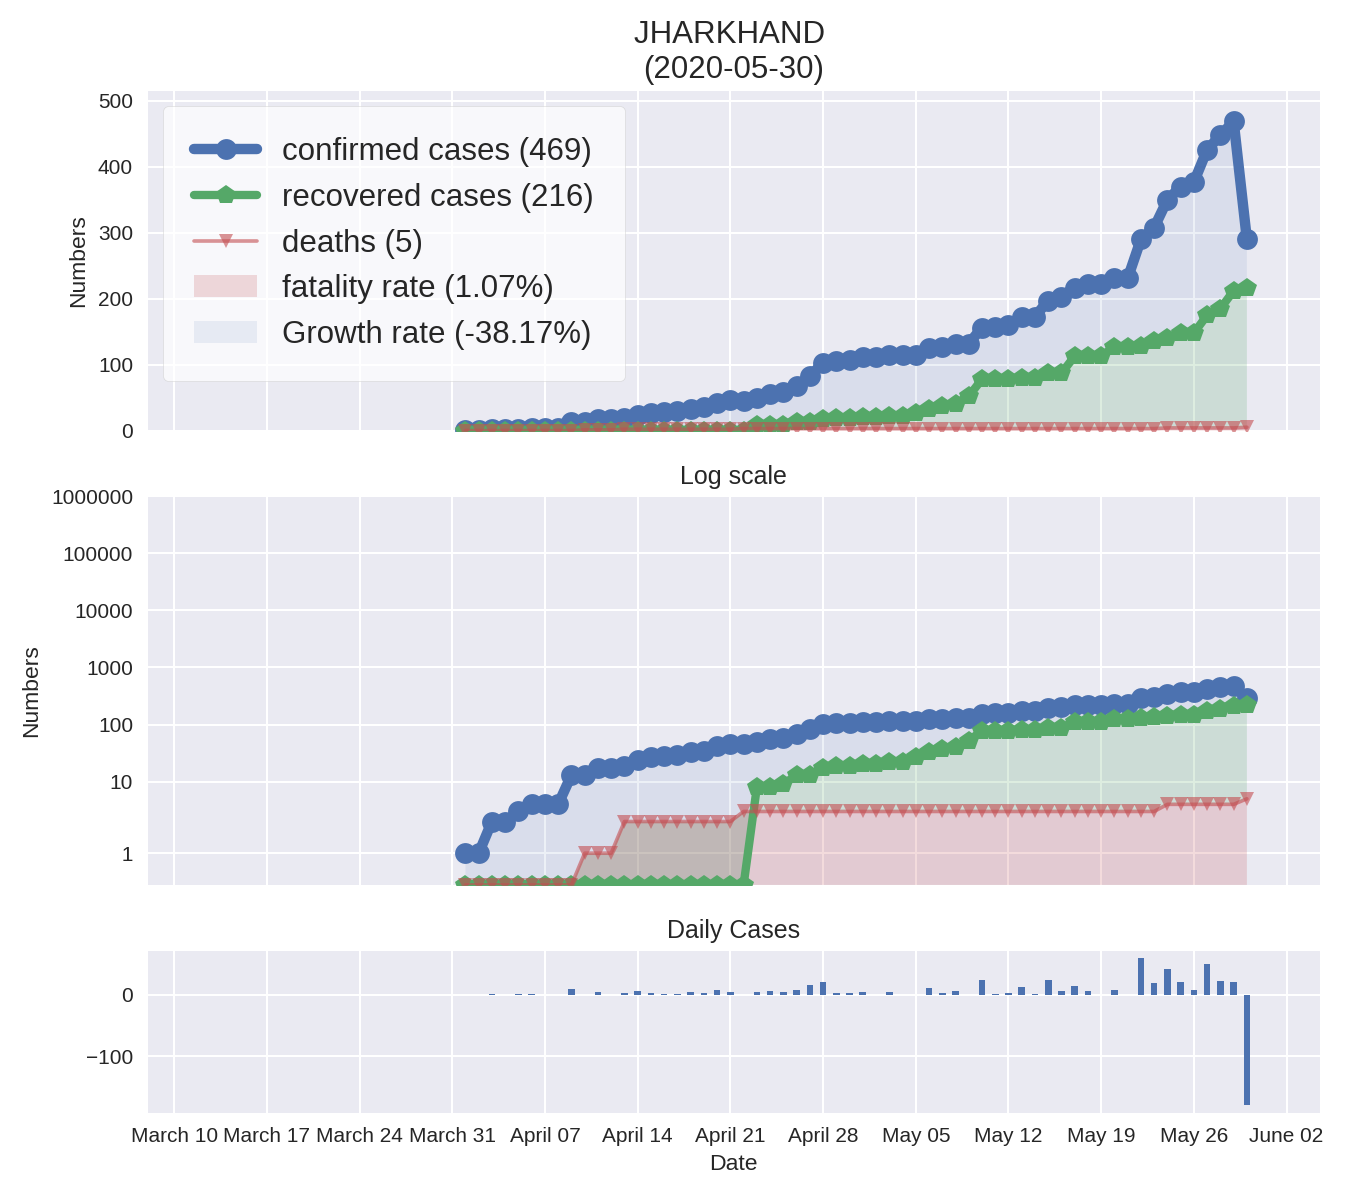 JHARKHAND
(2020-05-30)
500
400
300
200
100
0
Numbers
confirmed cases (469)
recovered cases (216)
deaths (5)
fatality rate (1.07%)
Growth rate (-38.17%)
Log scale
1000000
100000
10000
1000
100
10
1
Numbers
Daily Cases
0
−100
March 10 March 17 March 24 March 31 April 07 April 14 April 21 April 28 May 05 May 12 May 19 May 26 June 02
Date